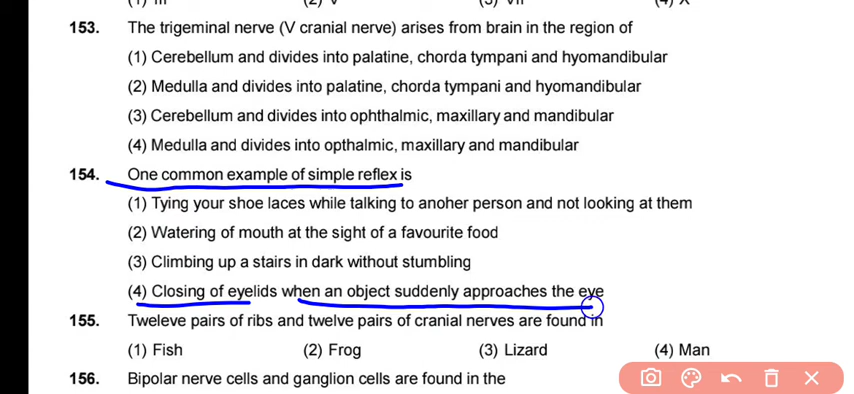 (1) III (2) V (3) VII (4) X
153. The trigeminal nerve (V cranial nerve) arises from brain in the region of
(1) Cerebellum and divides into palatine, chorda tympani and hyomandibular
(2) Medulla and divides into palatine, chorda tympani and hyomandibular
(3) Cerebellum and divides into ophthalmic, maxillary and mandibular
(4) Medulla and divides into opthalmic, maxillary and mandibular
154. One common example of simple reflex is
(1) Tying your shoe laces while talking to anoher person and not looking at them
(2) Watering of mouth at the sight of a favourite food
(3) Climbing up a stairs in dark without stumbling
(4) Closing of eyelids when an object suddenly approaches the eye
155. Tweleve pairs of ribs and twelve pairs of cranial nerves are found in
(1) Fish (2) Frog (3) Lizard (4) Man
156. Bipolar nerve cells and ganglion cells are found in the